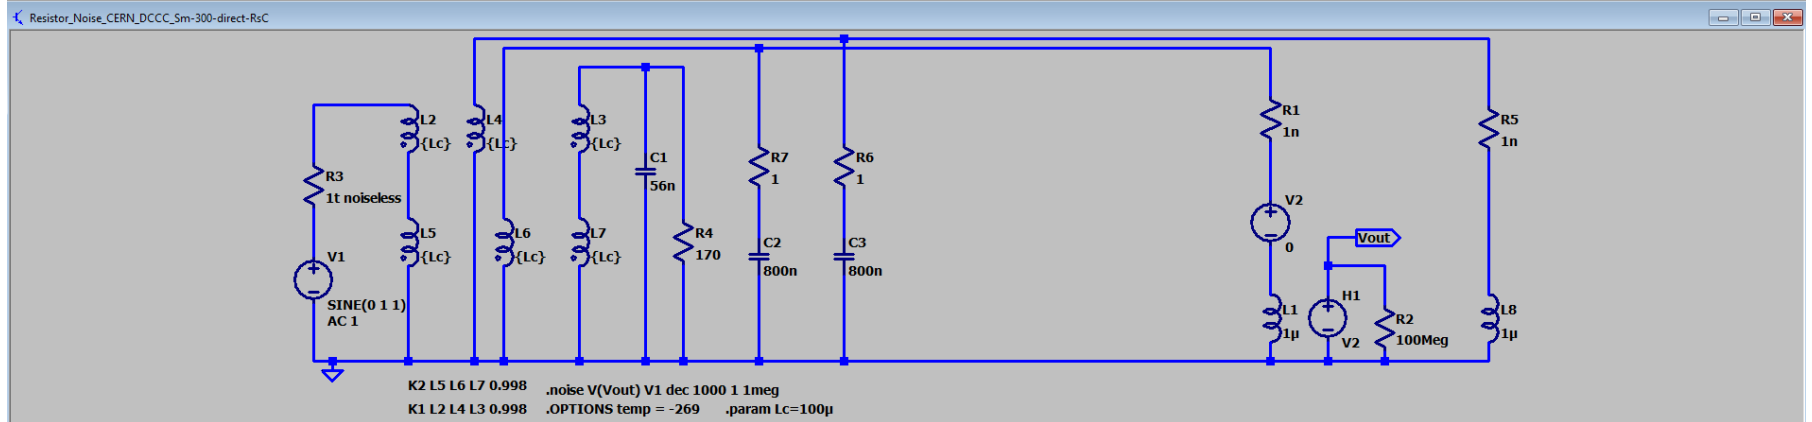 Resistor_Noise_CERN_DCCC_Sm-300-direct-RsC
L2
{Lc}
L4
{Lc}
L3
{Lc}
R1
1n
R5
1n
R3
1t noiseless
C1
56n
R7
1
R6
1
L5
{Lc}
L6
{Lc}
L7
{Lc}
R4
170
C2
800n
C3
800n
V2
0
Vout
V1
SINE(0 1 1)
AC 1
L1
1µ
H1
V2
R2
100Meg
L8
1µ
K2 L5 L6 L7 0.998
.noise V(Vout) V1 dec 1000 1 1meg
K1 L2 L4 L3 0.998
.OPTIONS temp = -269
.param Lc=100µ